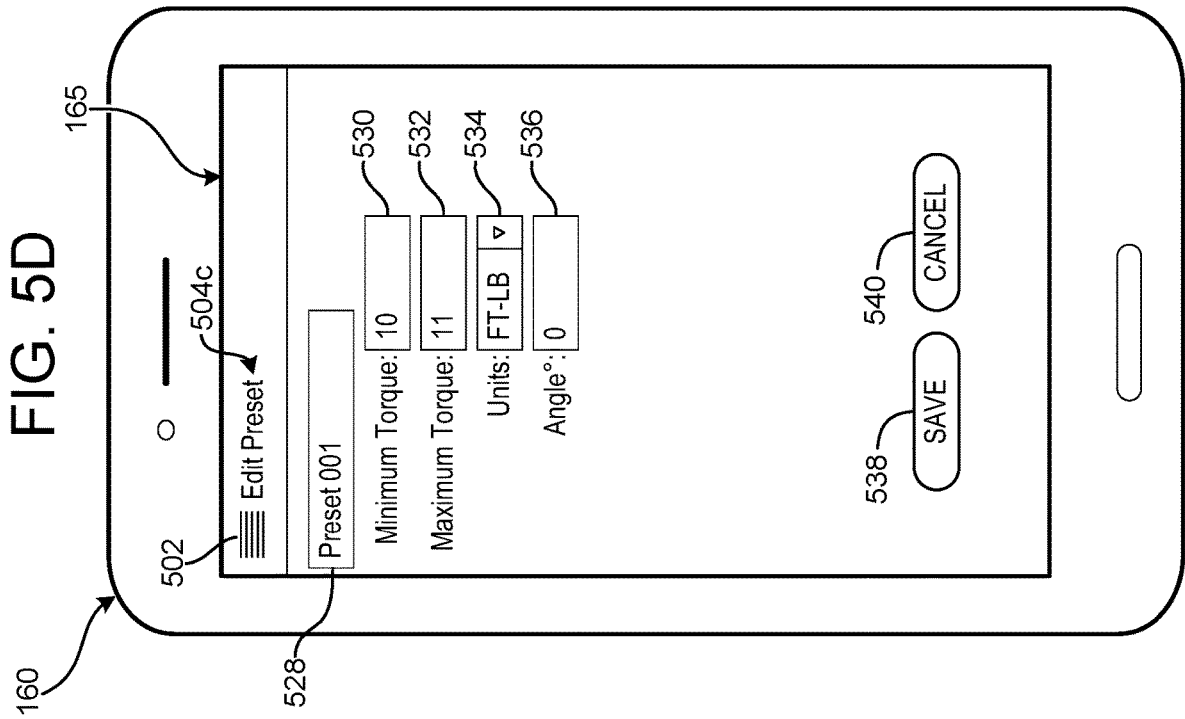 FIG. 5D
160
165
502
Edit Preset
504c
528
Preset 001
Minimum Torque: 10
530
Maximum Torque: 11
532
Units: FT-LB
534
Angle°: 0
536
538
540
SAVE
CANCEL